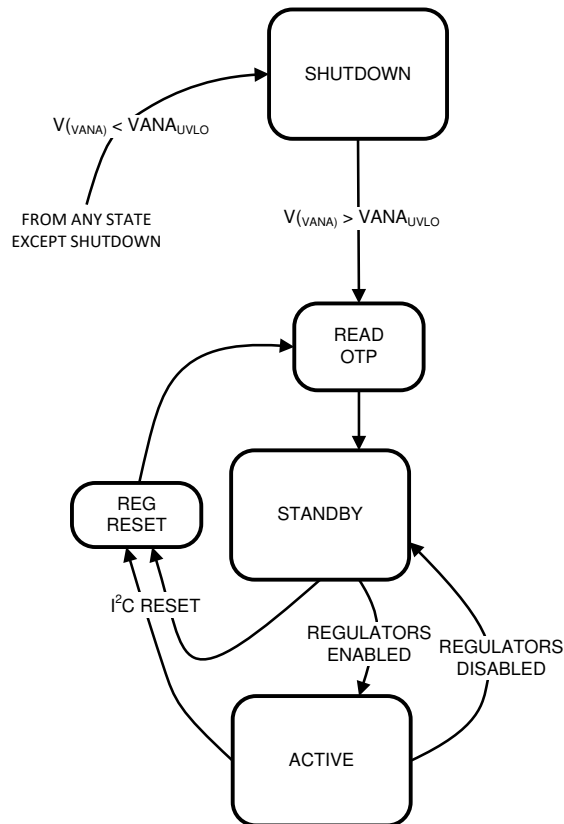 SHUTDOWN
V(VANA) < VANAUVLO
FROM ANY STATE
EXCEPT SHUTDOWN
V(VANA) > VANAUVLO
READ
OTP
REG
RESET
STANDBY
I²C RESET
REGULATORS
ENABLED
REGULATORS
DISABLED
ACTIVE